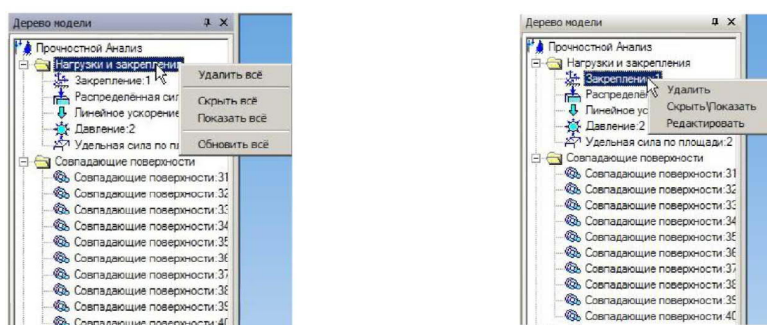 Дерево модели
Прочностной Анализ
Нагрузки и закрепления
Закрепление:1
Распределённая сил
Линейное ускорение
Давление:2
Удельная сила по пл
Совпадающие поверхности
Совпадающие поверхности:31
Совпадающие поверхности:32
Совпадающие поверхности:33
Совпадающие поверхности:34
Совпадающие поверхности:35
Совпадающие поверхности:36
Совпадающие поверхности:37
Совпадающие поверхности:38
Совпадающие поверхности:39
Совпадающие поверхности:40
Удалить всё
Скрыть всё
Показать всё
Обновить всё
Дерево модели
Прочностной Анализ
Нагрузки и закрепления
Закрепление:1
Распределён
Линейное ус
Давление:2
Удельная сила по площади:2
Совпадающие поверхности
Совпадающие поверхности:31
Совпадающие поверхности:32
Совпадающие поверхности:33
Совпадающие поверхности:34
Совпадающие поверхности:35
Совпадающие поверхности:36
Совпадающие поверхности:37
Совпадающие поверхности:38
Совпадающие поверхности:39
Совпадающие поверхности:40
Удалить
Скрыть\Показать
Редактировать